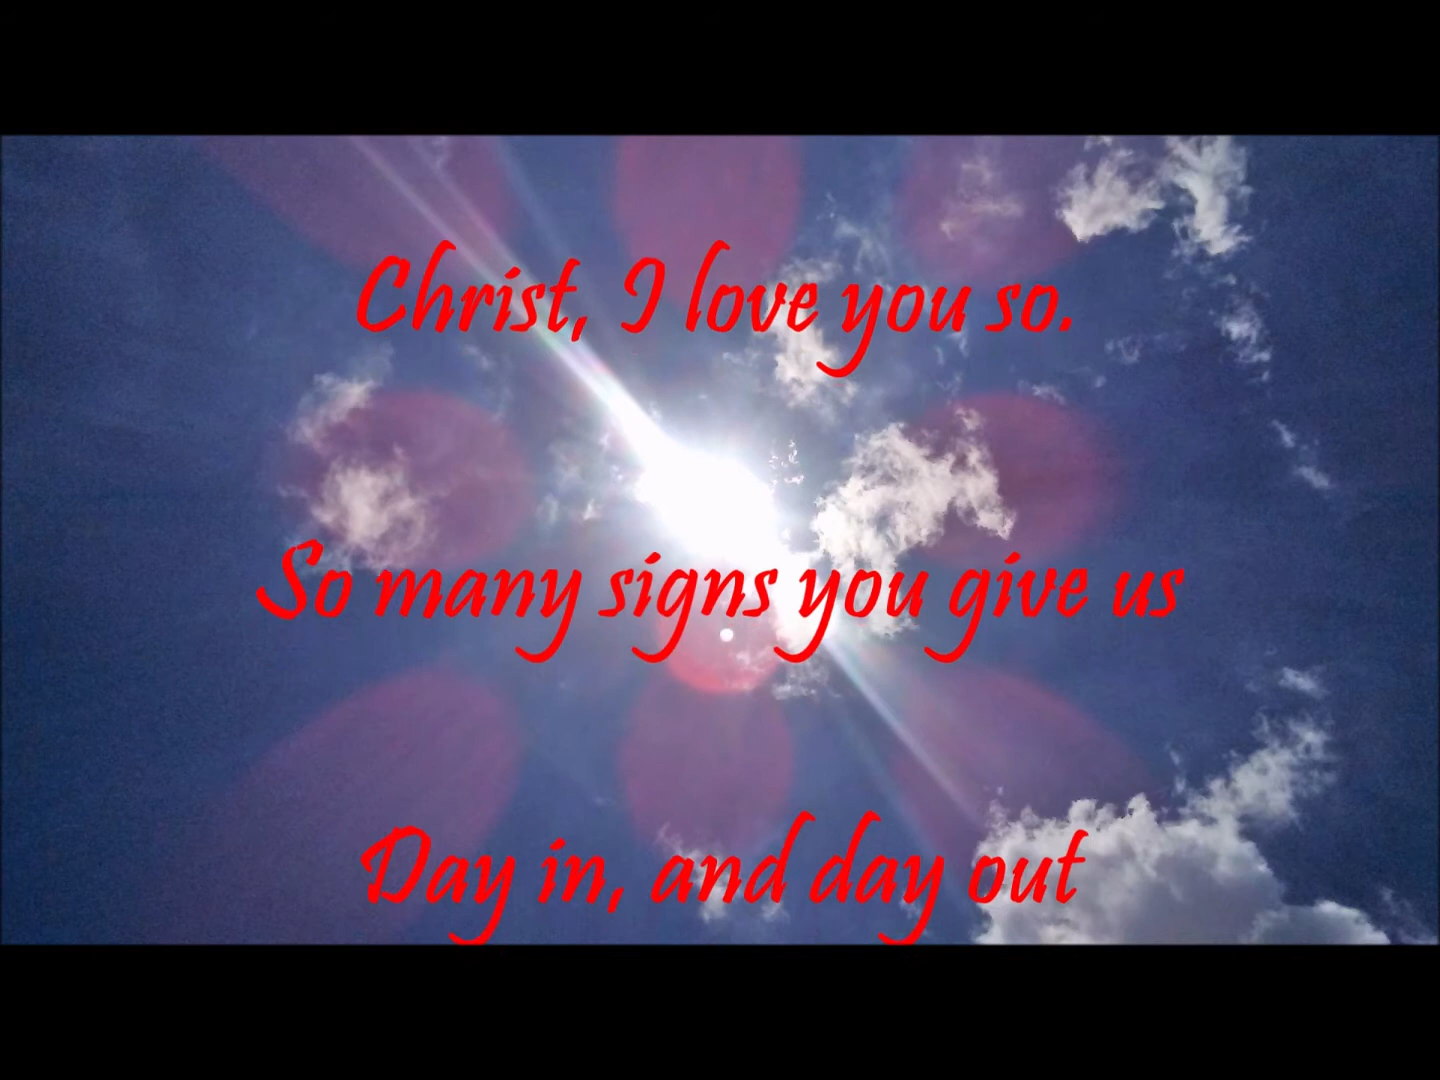 Christ, I love you so.
So many signs you give us
Day in, and day out